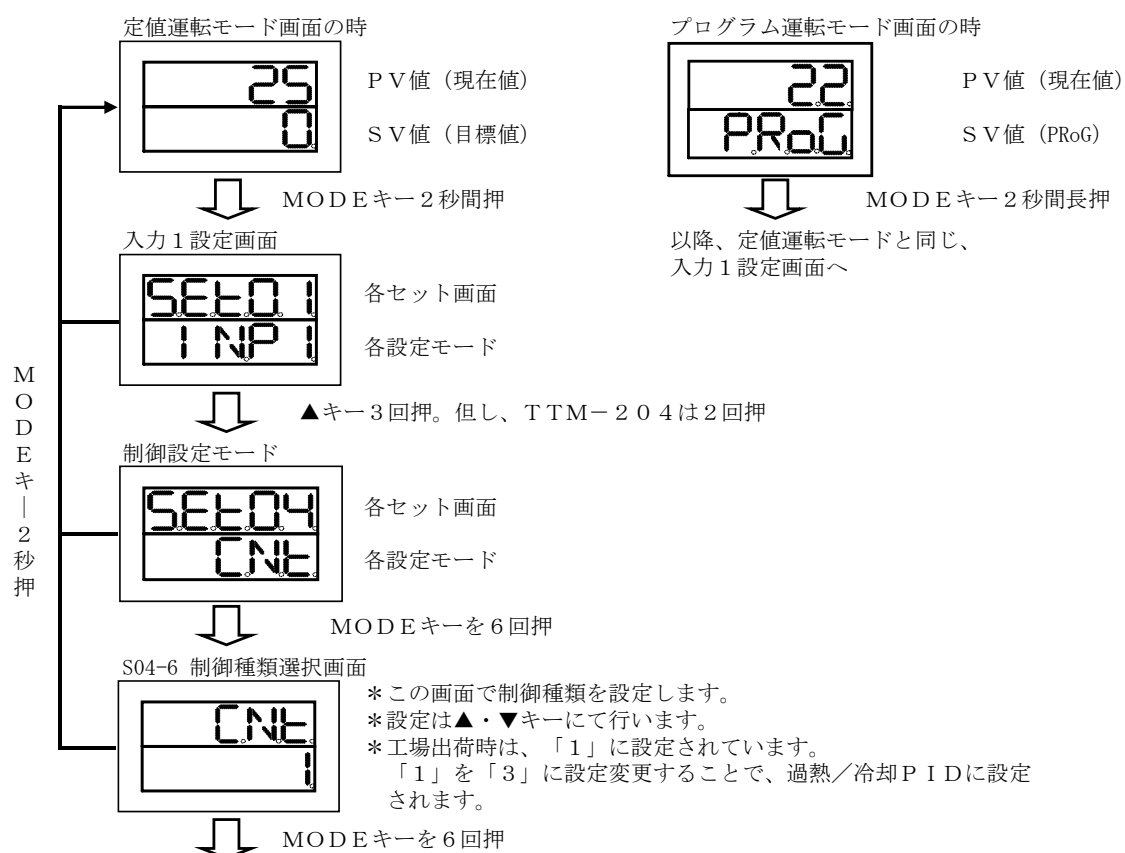 定値運転モード画面の時
25
PV値（現在値）
0
SV値（目標値）
MODEキー2秒間押
プログラム運転モード画面の時
22
PV値（現在値）
PRoG
SV値（PRoG）
MODEキー2秒間長押
以降、定値運転モードと同じ、
入力1設定画面へ
入力1設定画面
SEt01
各セット画面
INP1
各設定モード
▲キー3回押。但し、TTM－204は2回押
制御設定モード
SEt04
各セット画面
CNt
各設定モード
MODEキーを6回押
S04-6 制御種類選択画面
CNt
1
＊この画面で制御種類を設定します。
＊設定は▲・▼キーにて行います。
＊工場出荷時は、「1」に設定されています。
「1」を「3」に設定変更することで、過熱／冷却PIDに設定
されます。
MODEキーを6回押
MODEキー2秒押